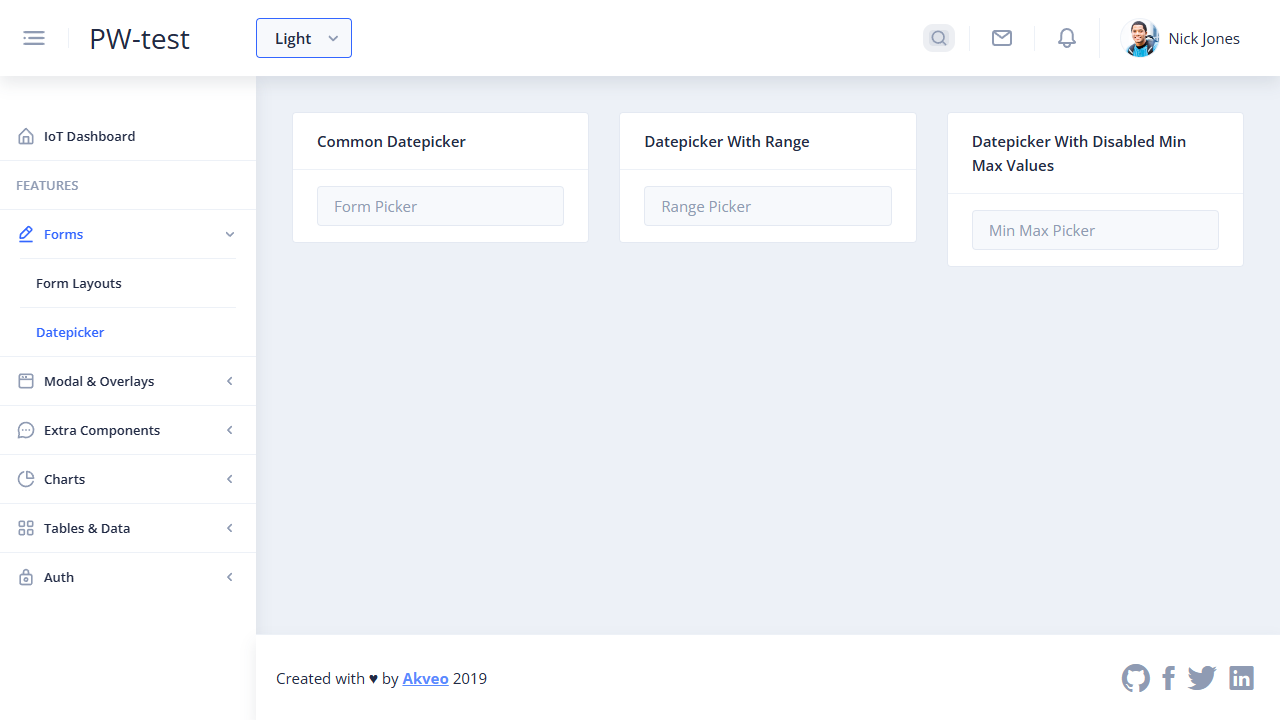 PW-test
Light
Nick Jones
IoT Dashboard
FEATURES
Forms
Form Layouts
Datepicker
Modal & Overlays
Extra Components
Charts
Tables & Data
Auth
Common Datepicker
Form Picker
Datepicker With Range
Range Picker
Datepicker With Disabled Min
Max Values
Min Max Picker
Created with ♥ by Akveo 2019